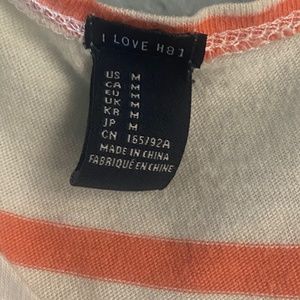 I LOVE H81
US M
CA M
EU M
UK M
KR M
JP M
CN 165/92A
MADE IN CHINA
FABRIQUÉ EN CHINE